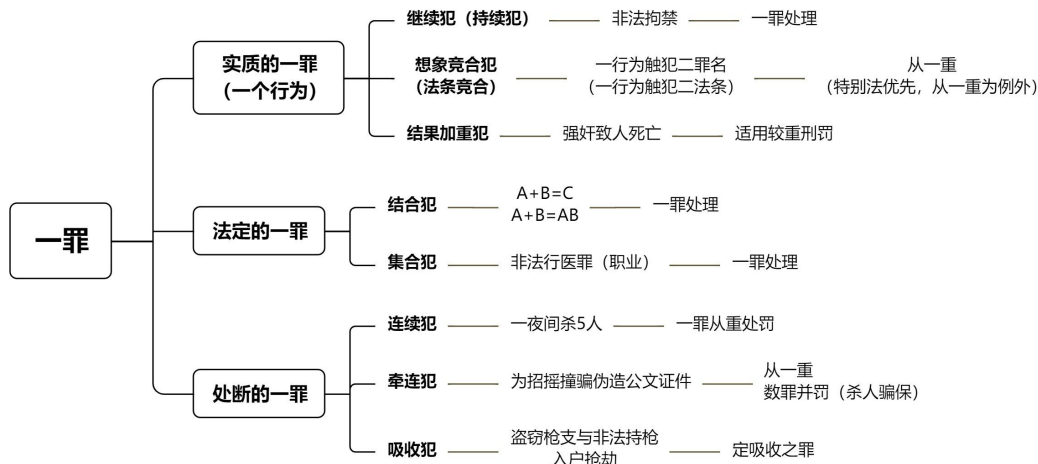 一罪
实质的一罪
（一个行为）
继续犯（持续犯）
非法拘禁
一罪处理
想象竞合犯
（法条竞合）
一行为触犯二罪名
（一行为触犯二法条）
从一重
（特别法优先，从一重为例外）
结果加重犯
强奸致人死亡
适用较重刑罚
法定的一罪
结合犯
A+B=C
A+B=AB
一罪处理
集合犯
非法行医罪（职业）
一罪处理
处断的一罪
连续犯
一夜间杀5人
一罪从重处罚
牵连犯
为招摇撞骗伪造公文证件
从一重
数罪并罚（杀人骗保）
吸收犯
盗窃枪支与非法持枪
入户抢劫
定吸收之罪